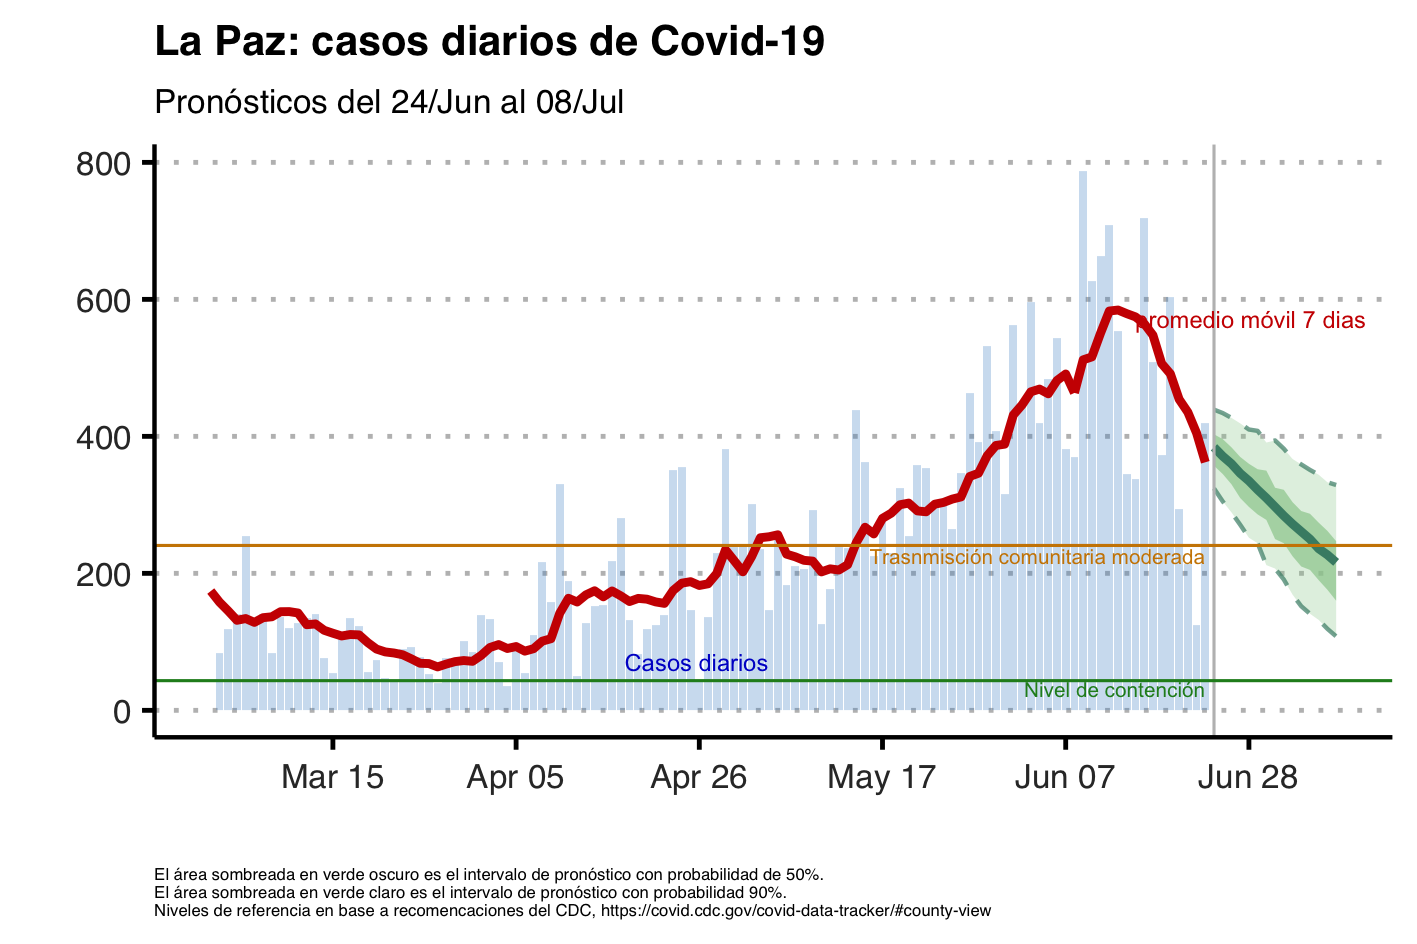 La Paz: casos diarios de Covid-19
Pronósticos del 24/Jun al 08/Jul
800
600
promedio móvil 7 dias
400
Trasnmisción comunitaria moderada
200
Casos diarios
Nivel de contención
0
Mar 15 Apr 05 Apr 26 May 17 Jun 07 Jun 28
El área sombreada en verde oscuro es el intervalo de pronóstico con probabilidad de 50%.
El área sombreada en verde claro es el intervalo de pronóstico con probabilidad 90%.
Niveles de referencia en base a recomencaciones del CDC, https://covid.cdc.gov/covid-data-tracker/#county-view